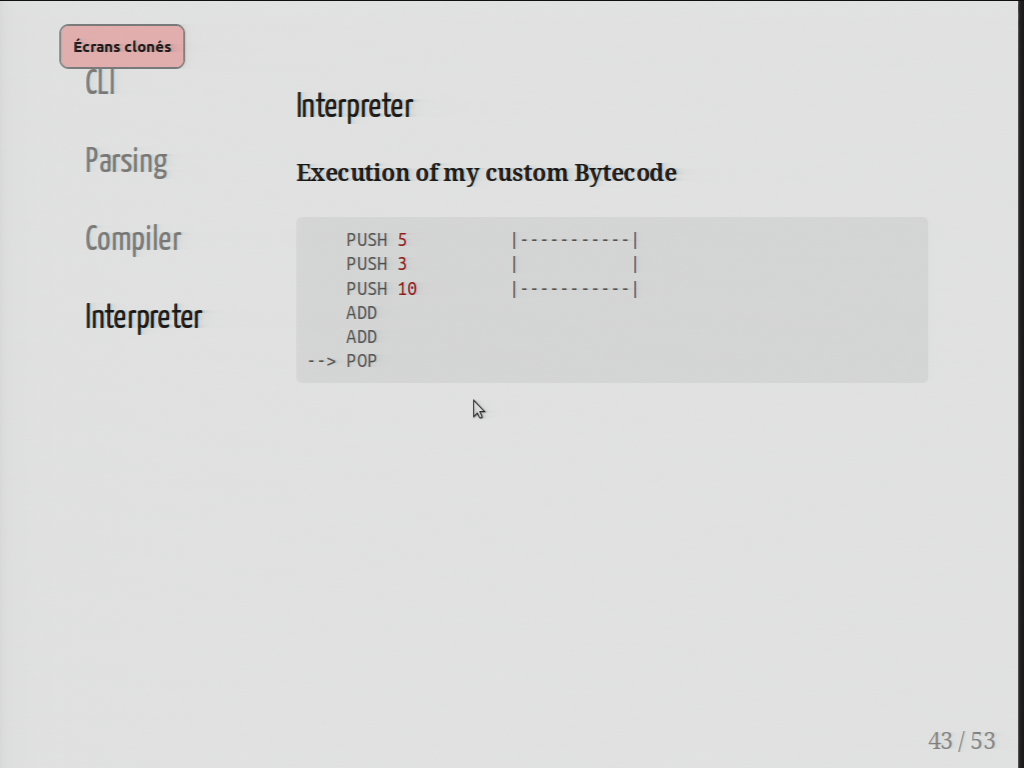 Écrans clonés
CLI
Parsing
Compiler
Interpreter
Interpreter
Execution of my custom Bytecode
PUSH 5 |-----------|
PUSH 3 | |
PUSH 10 |-----------|
ADD
ADD
--> POP
43 / 53